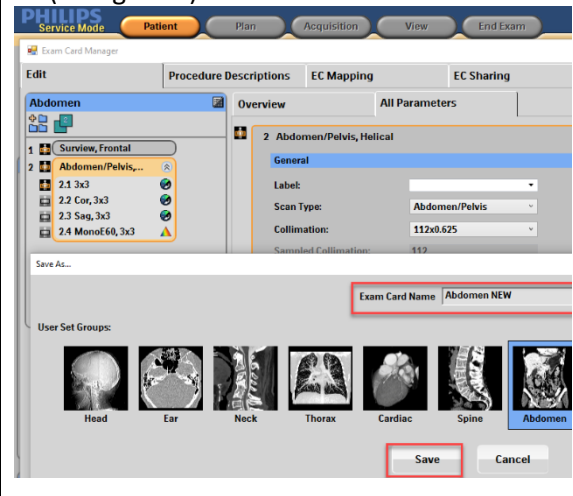 PHILIPS
Service Mode Patient Plan Acquisition View End Exam
Exam Card Manager
Edit Procedure Descriptions EC Mapping EC Sharing
Abdomen Overview All Parameters
2 Abdomen/Pelvis, Helical
1 Surview, Frontal
General
2 Abdomen/Pelvis,...
2.1 3x3 Label:
2.2 Cor, 3x3 Scan Type: Abdomen/Pelvis
2.3 Sag, 3x3 Collimation: 112x0.625
2.4 MonoE60, 3x3
Sampled Collimation: 112
Save As...
Exam Card Name Abdomen NEW
User Set Groups:
Head Ear Neck Thorax Cardiac Spine Abdomen
Save Cancel